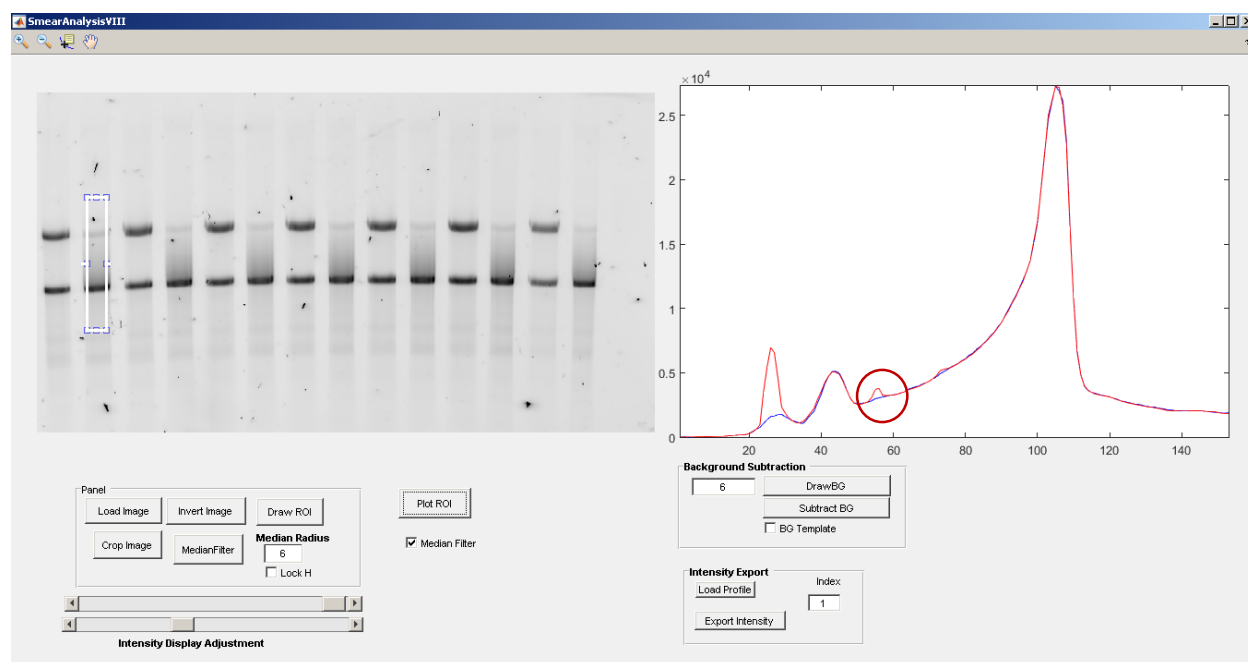 SmearAnalysisVIII
×10⁴
2.5
2
1.5
1
0.5
0
20 40 60 80 100 120 140
Panel
Load Image Invert Image Draw ROI
Crop Image MedianFilter Median Radius
6
Lock H
Intensity Display Adjustment
Plot ROI
Median Filter
Background Subtraction
6 DrawBG
Subtract BG
BG Template
Intensity Export
Load Profile Index
1
Export Intensity